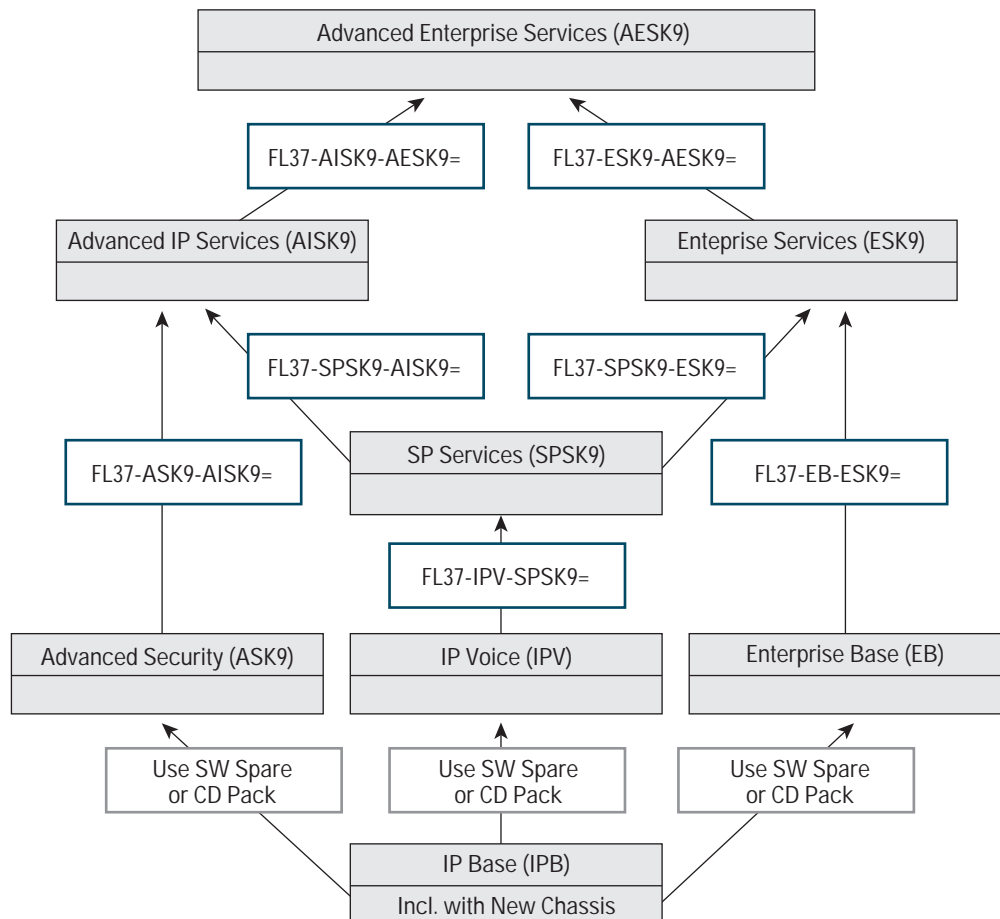 Advanced Enterprise Services (AESK9)
FL37-AISK9-AESK9=
FL37-ESK9-AESK9=
Advanced IP Services (AISK9)
Enteprise Services (ESK9)
FL37-SPSK9-AISK9=
FL37-SPSK9-ESK9=
SP Services (SPSK9)
FL37-ASK9-AISK9=
FL37-EB-ESK9=
FL37-IPV-SPSK9=
Advanced Security (ASK9)
IP Voice (IPV)
Enterprise Base (EB)
Use SW Spare
or CD Pack
Use SW Spare
or CD Pack
Use SW Spare
or CD Pack
IP Base (IPB)
Incl. with New Chassis